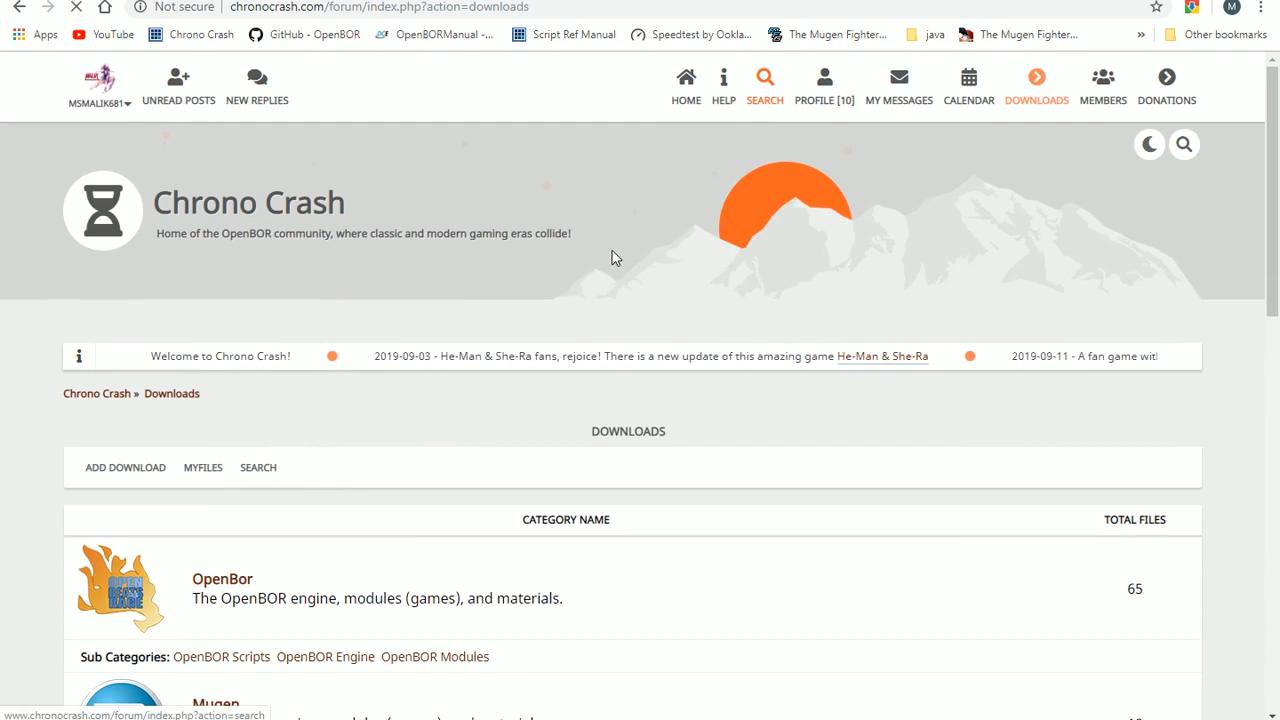 Not secure chronocrash.com/forum/index.php?action=downloads M
Apps YouTube Chrono Crash GitHub - OpenBOR OpenBORManual -... Script Ref Manual Speedtest by Ookla... The Mugen Fighter... java The Mugen Fighter... » Other bookmarks
MSMALIK681 UNREAD POSTS NEW REPLIES HOME HELP SEARCH PROFILE [10] MY MESSAGES CALENDAR DOWNLOADS MEMBERS DONATIONS
Chrono Crash
Home of the OpenBOR community, where classic and modern gaming eras collide!
Welcome to Chrono Crash! 2019-09-03 - He-Man & She-Ra fans, rejoice! There is a new update of this amazing game He-Man & She-Ra 2019-09-11 - A fan game wit
Chrono Crash » Downloads
DOWNLOADS
ADD DOWNLOAD MYFILES SEARCH
CATEGORY NAME TOTAL FILES
OPEN
BEATS
RAGE
OpenBor
The OpenBOR engine, modules (games), and materials.
65
Sub Categories: OpenBOR Scripts OpenBOR Engine OpenBOR Modules
Mugen
www.chronocrash.com/forum/index.php?action=search